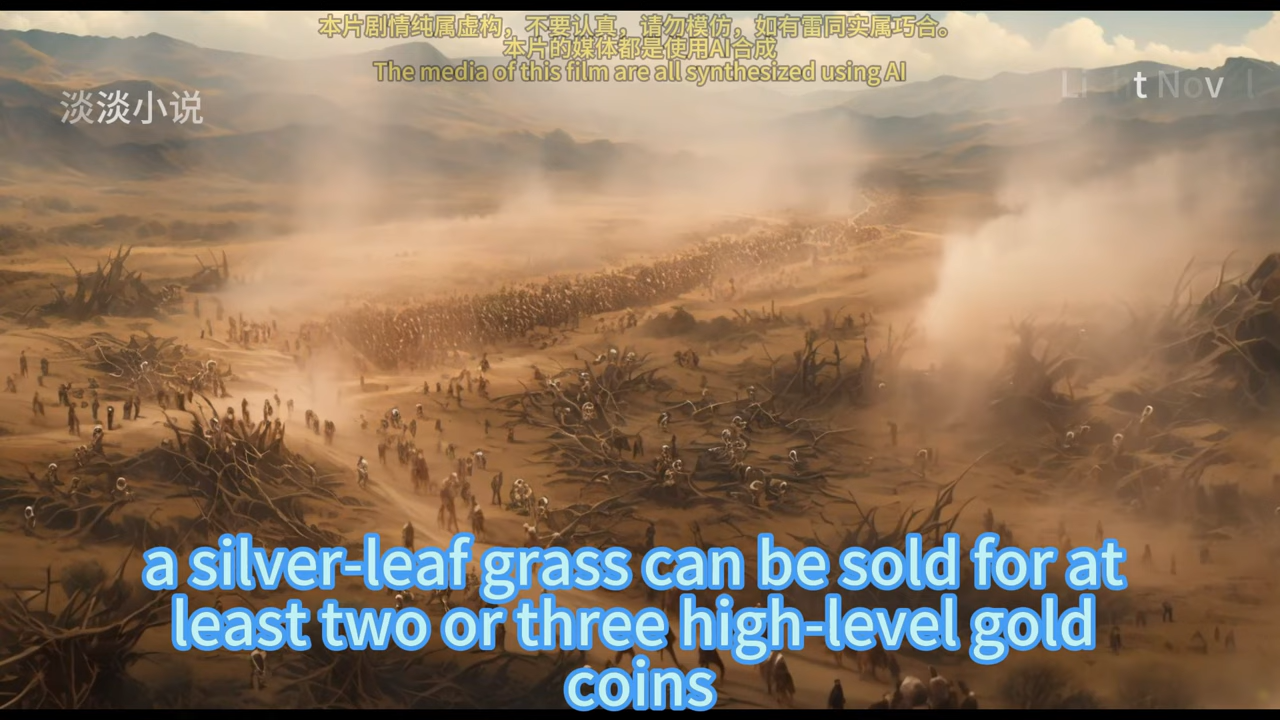 本片剧情纯属虚构，不要认真，请勿模仿，如有雷同实属巧合。
本片的媒体都是使用AI合成
The media of this film are all synthesized using AI
淡淡小说
Light Novel
a silver-leaf grass can be sold for at
least two or three high-level gold
coins